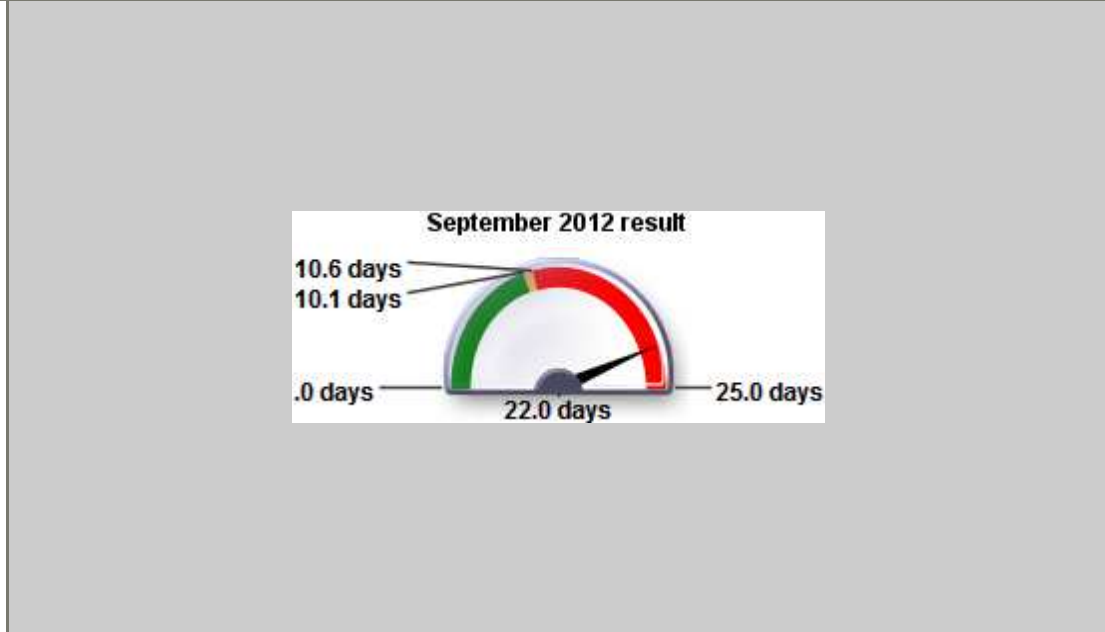 September 2012 result
10.6 days
10.1 days
.0 days
25.0 days
22.0 days